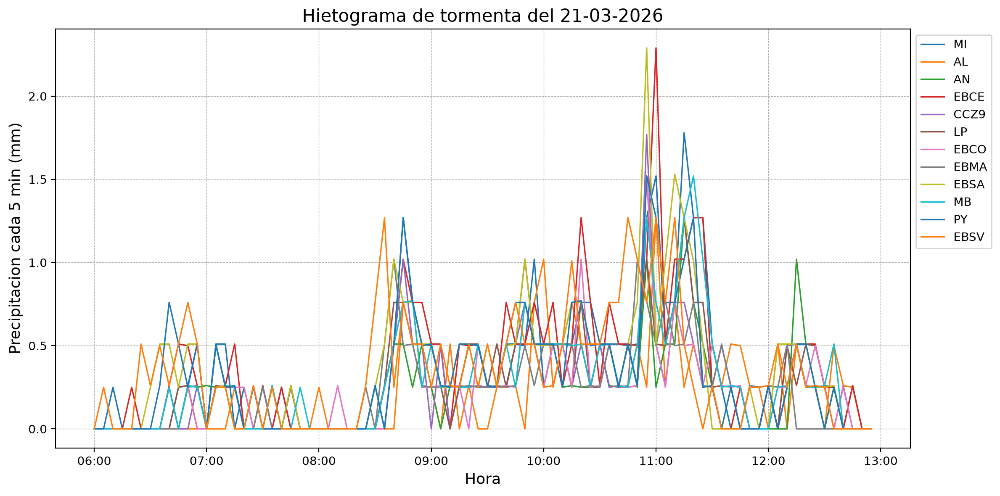 Hietograma de tormenta del 21-03-2026
Precipitacion cada 5 min (mm)
2.0
1.5
1.0
0.5
0.0
06:00 07:00 08:00 09:00 10:00 11:00 12:00 13:00
Hora
MI
AL
AN
EBCE
CCZ9
LP
EBCO
EBMA
EBSA
MB
PY
EBSV